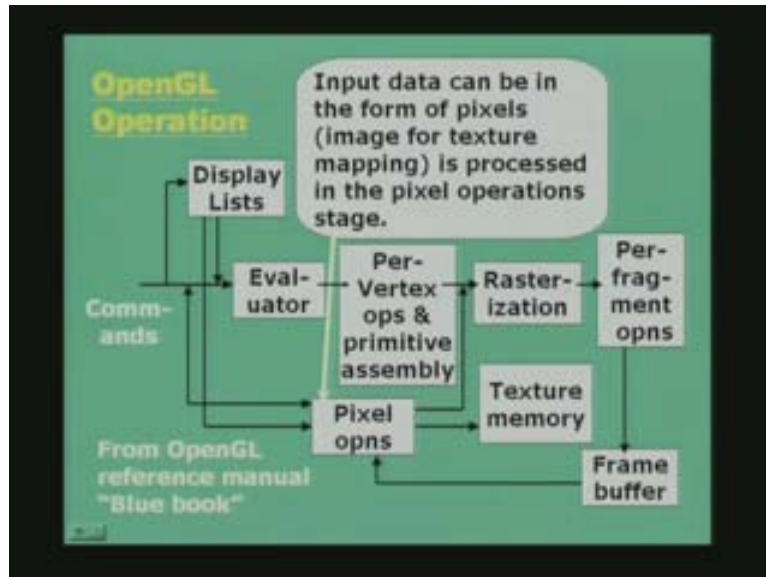 OpenGL
Operation
Input data can be in
the form of pixels
(image for texture
mapping) is processed
in the pixel operations
stage.
Display
Lists
Comm-
ands
Eval-
uator
Per-
Vertex
ops &
primitive
assembly
Raster-
ization
Per-
frag-
ment
opns
Pixel
opns
Texture
memory
Frame
buffer
From OpenGL
reference manual
"Blue book"